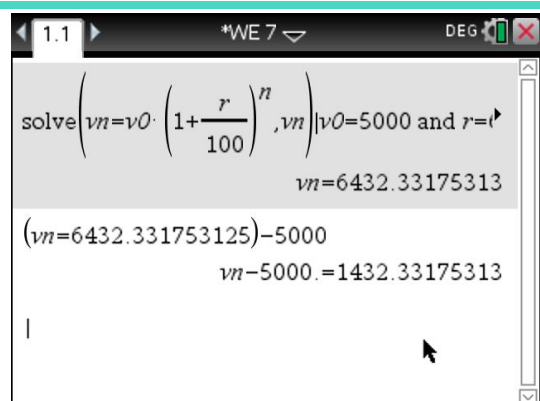 1.1 *WE 7 DEG
solve(vn=v0·(1+r/100)^n,vn)|v0=5000 and r=
vn=6432.33175313
(vn=6432.331753125)−5000
vn−5000.=1432.33175313